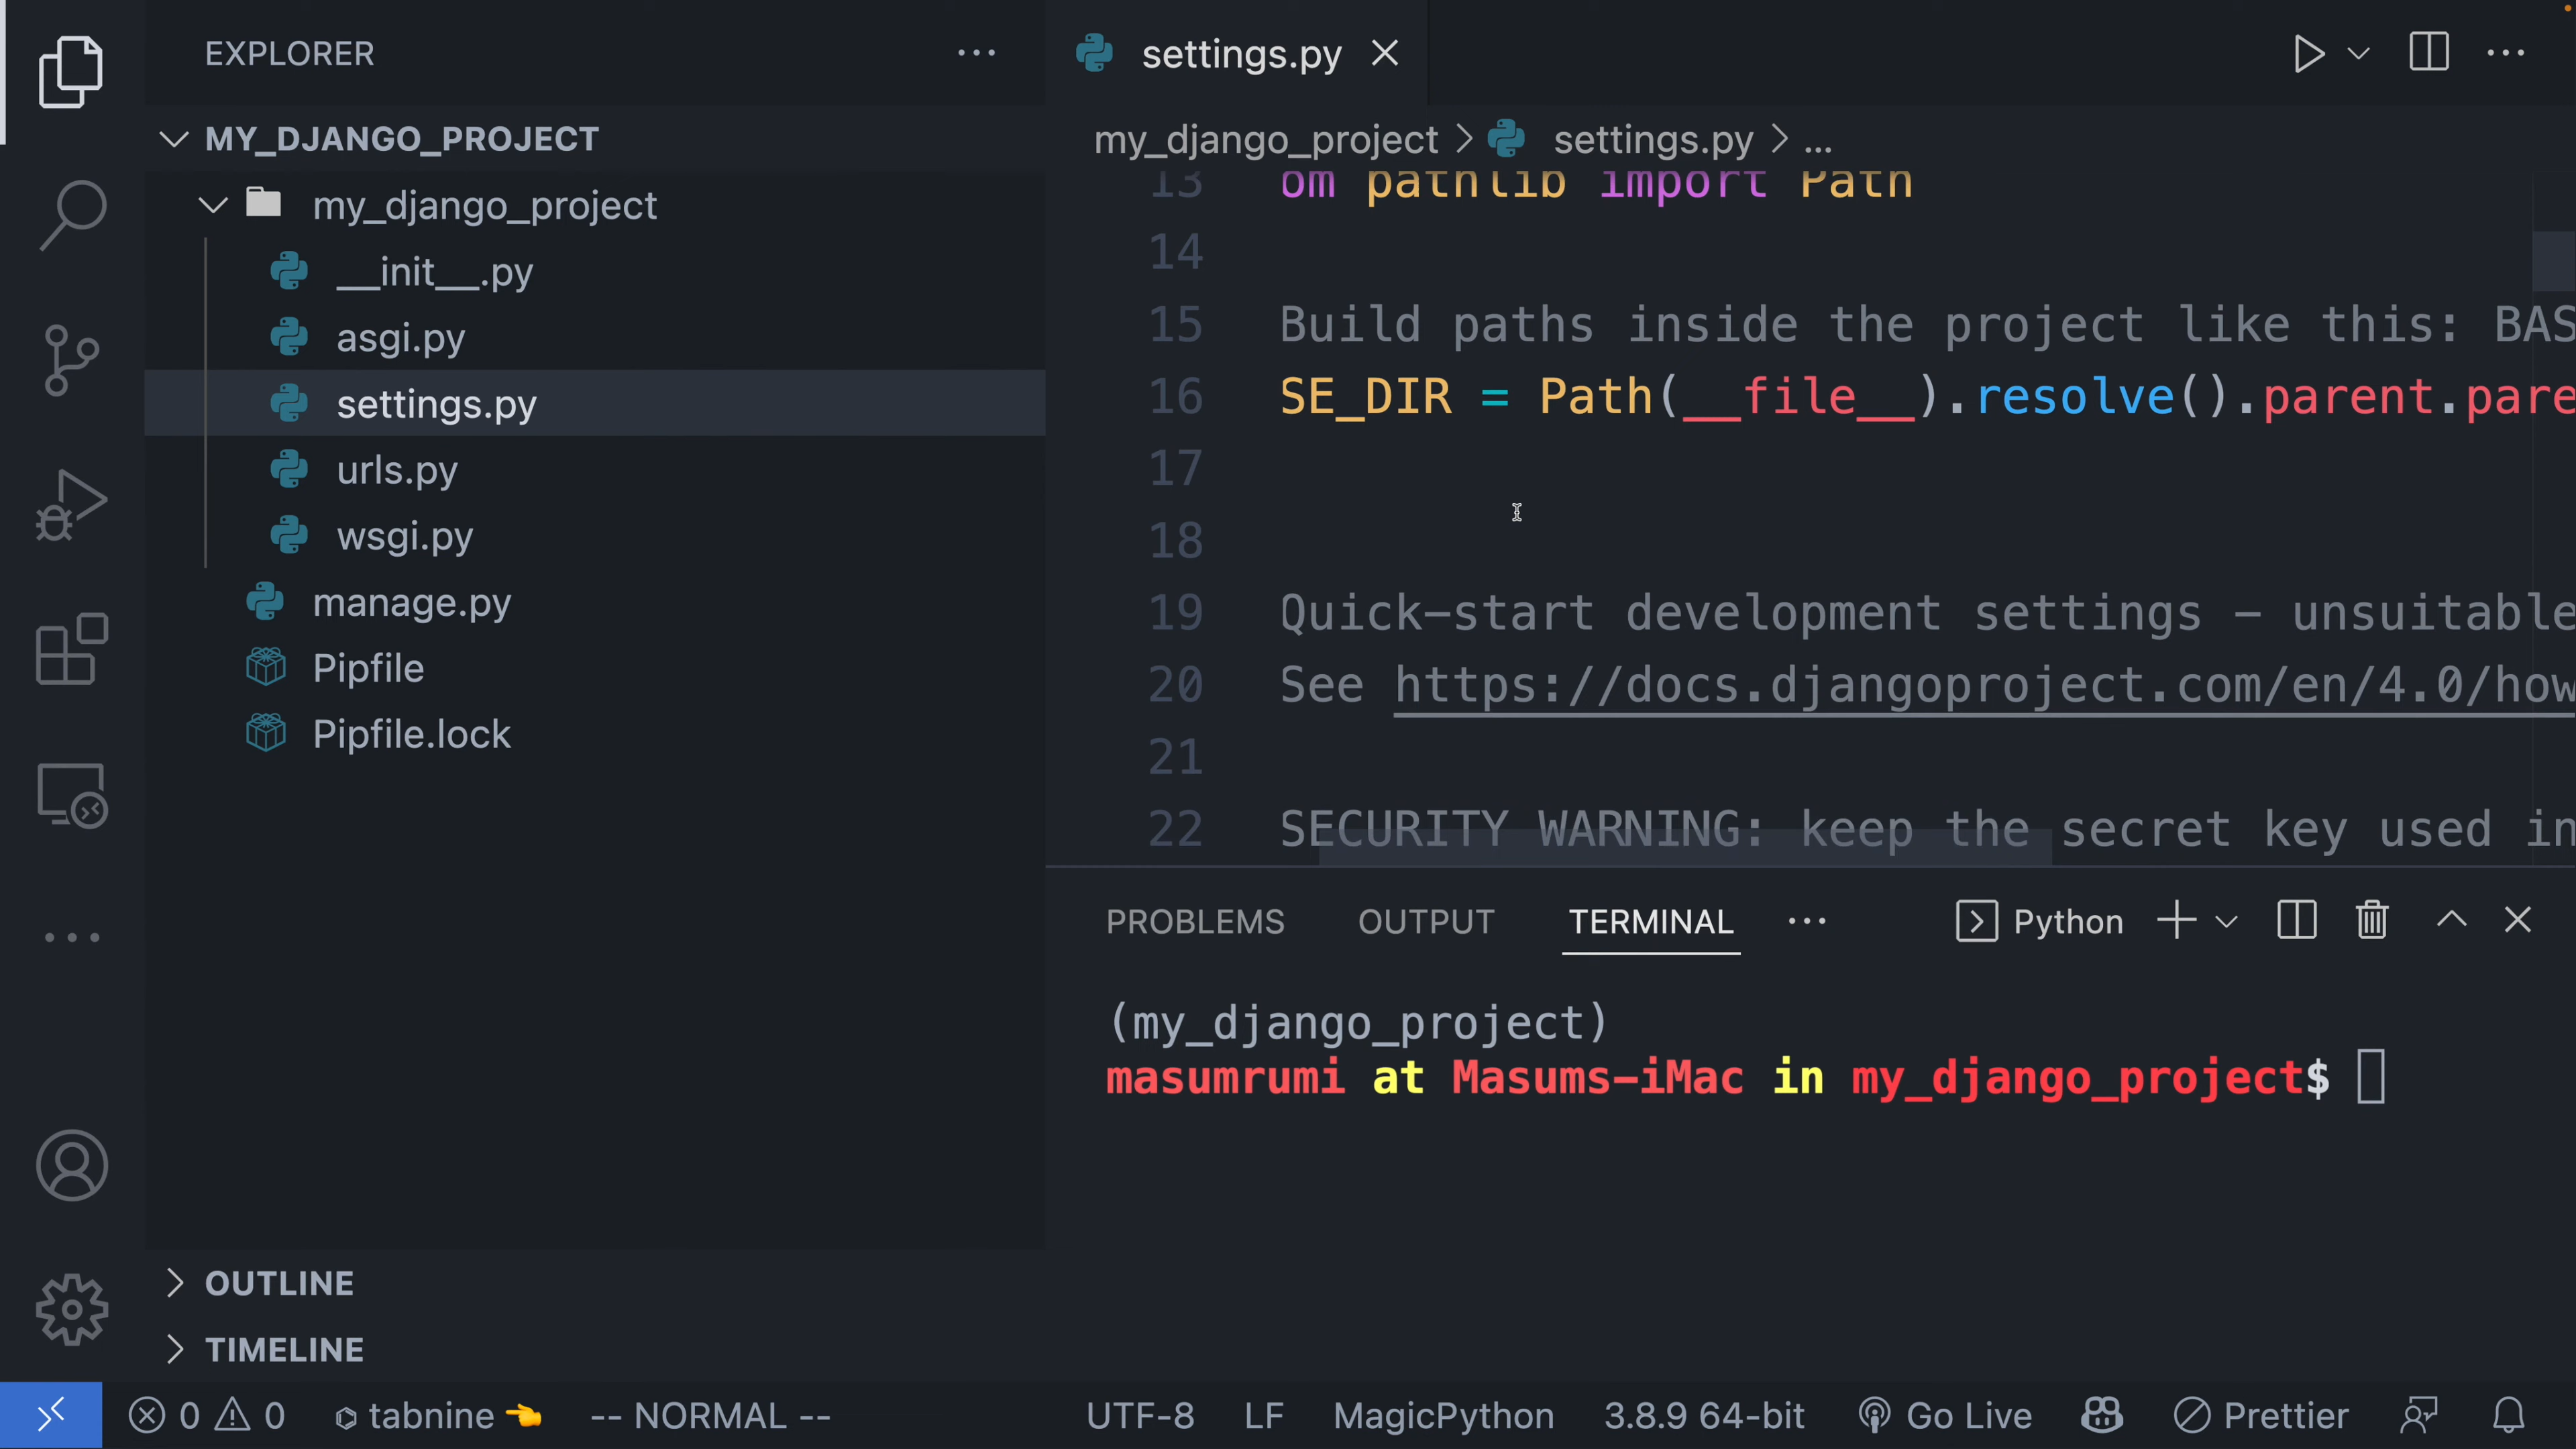 EXPLORER
MY_DJANGO_PROJECT
my_django_project
__init__.py
asgi.py
settings.py
urls.py
wsgi.py
manage.py
Pipfile
Pipfile.lock
OUTLINE
TIMELINE
settings.py
my_django_project > settings.py > ...
13 om pathlib import Path
14
15 Build paths inside the project like this: BAS
16 SE_DIR = Path(__file__).resolve().parent.pare
17
18
19 Quick-start development settings - unsuitable
20 See https://docs.djangoproject.com/en/4.0/how
21
22 SECURITY WARNING: keep the secret key used in
PROBLEMS OUTPUT TERMINAL Python
(my_django_project)
masumrumi at Masums-iMac in my_django_project$
0 0 tabnine -- NORMAL -- UTF-8 LF MagicPython 3.8.9 64-bit Go Live Prettier